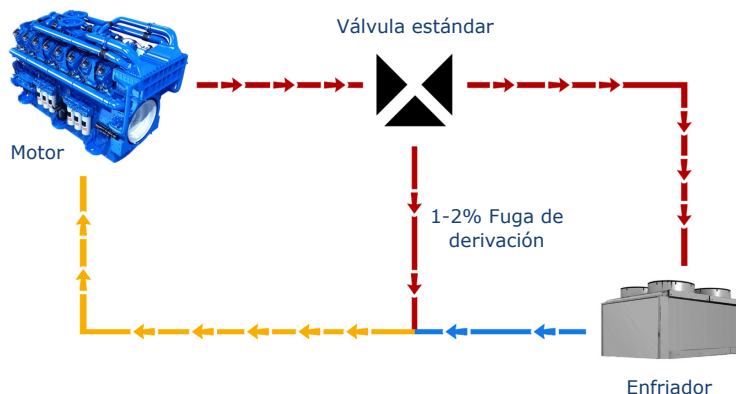 Válvula estándar
Motor
1-2% Fuga de
derivación
Enfriador